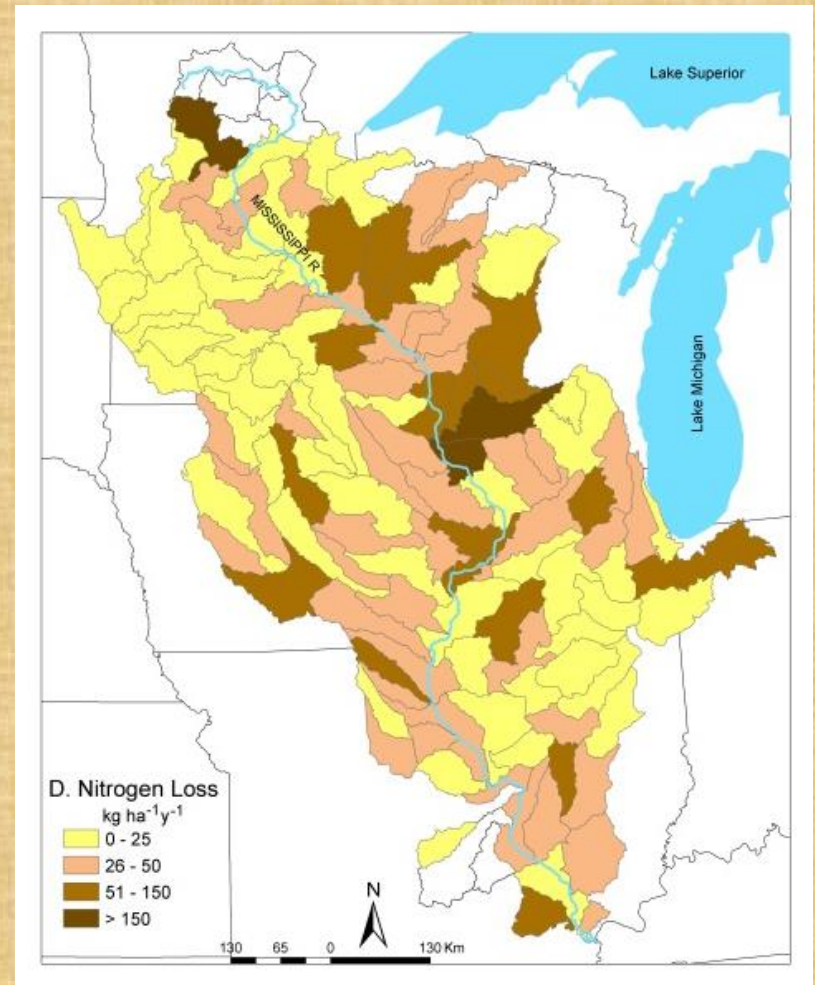 Lake Superior
MISSISSIPPI R.
Lake Michigan
D. Nitrogen Loss
kg ha⁻¹y⁻¹
0 - 25
26 - 50
51 - 150
> 150
N
130 65 0 130 Km